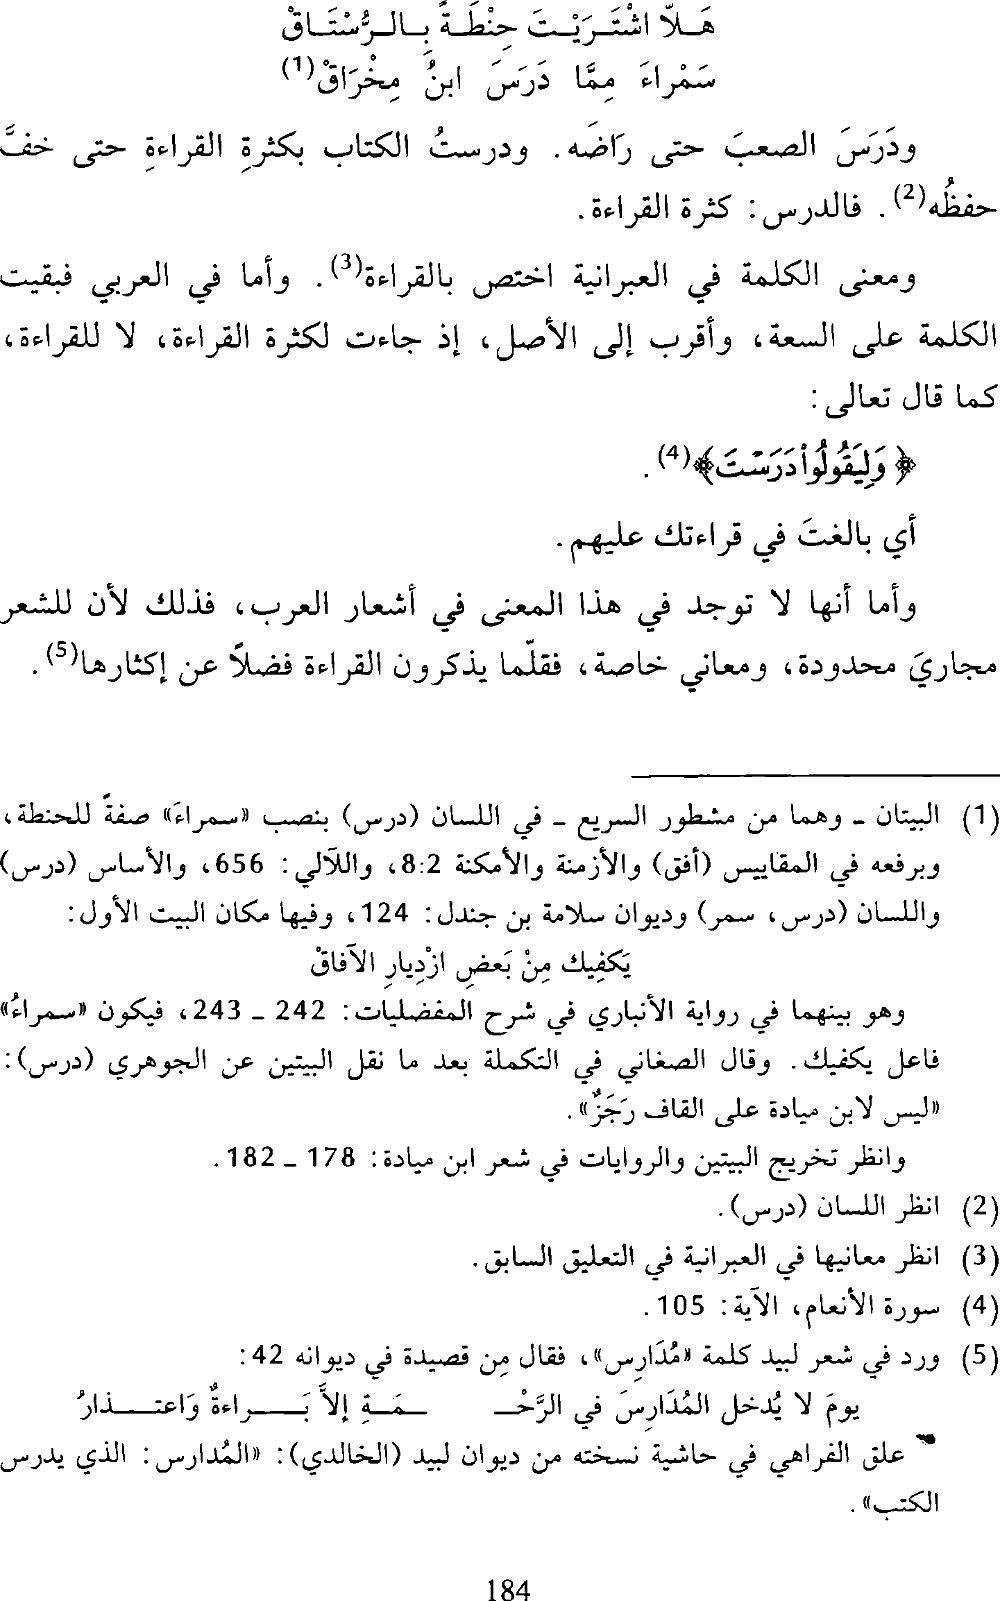 هَـلاّ اشْتَـرَيْـتَ حِنْطَـةً بِـالـرُّسْتَـاقْ
سَمْراءَ مِمَّا دَرَسَ ابنُ مِخْرَاقْ(1)
ودَرَسَ الصعبَ حتى رَاضَه. ودرستُ الكتاب بكثرةِ القراءةِ حتى خفَّ
حفظُه(2). فالدرس: كثرة القراءة.
ومعنى الكلمة في العبرانية اختص بالقراءة(3). وأما في العربي فبقيت
الكلمة على السعة، وأقرب إلى الأصل، إذ جاءت لكثرة القراءة، لا للقراءة،
كما قال تعالى:
﴿ وَلِيَقُولُواْ دَرَسْتَ﴾(4).
أي بالغتَ في قراءتك عليهم.
وأما أنها لا توجد في هذا المعنى في أشعار العرب، فذلك لأن للشعر
مجاريَ محدودة، ومعاني خاصة، فقلّما يذكرون القراءة فضلاً عن إكثارها(5).
(1) البيتان - وهما من مشطور السريع - في اللسان (درس) بنصب «سمراءَ» صفةً للحنطة،
وبرفعه في المقاييس (أفق) والأزمنة والأمكنة 8:2، واللآلي: 656، والأساس (درس)
واللسان (درس، سمر) وديوان سلامة بن جندل: 124، وفيها مكان البيت الأول:
يَكفِيك مِنْ بَعضِ ازْدِيارِ الآفاقْ
وهو بينهما في رواية الأنباري في شرح المفضليات: 242 - 243، فيكون «سمراءُ»
فاعل يكفيك. وقال الصغاني في التكملة بعد ما نقل البيتين عن الجوهري (درس):
«ليس لابن ميادة على القاف رَجَزٌ».
وانظر تخريج البيتين والروايات في شعر ابن ميادة: 178 - 182.
(2) انظر اللسان (درس).
(3) انظر معانيها في العبرانية في التعليق السابق.
(4) سورة الأنعام، الآية: 105.
(5) ورد في شعر لبيد كلمة «مُدَارِس»، فقال مِن قصيدة في ديوانه 42:
يومَ لا يُدخل المُدَارِسَ في الرَّحْـ ـمَـةِ إلاَّ بَـراءةٌ وَاعتـذارُ
علق الفراهي في حاشية نسخته من ديوان لبيد (الخالدي): «المُدارس: الذي يدرس
الكتب».
184